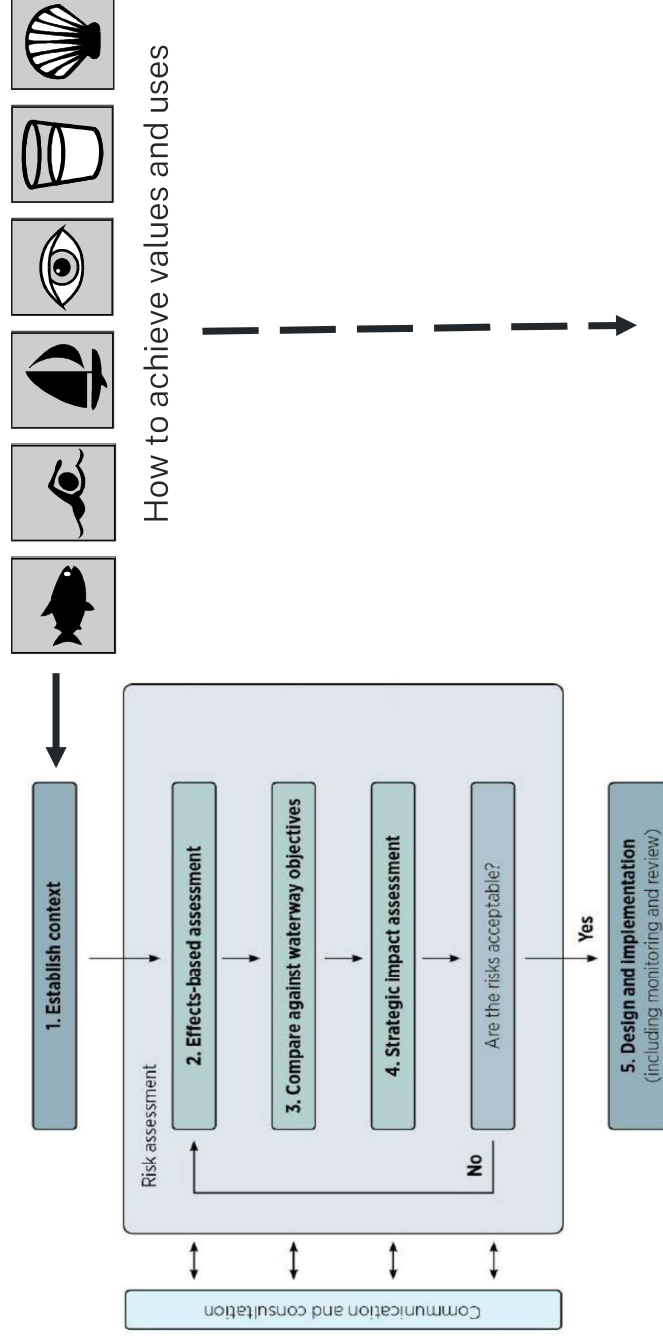 How to achieve values and uses
1. Establish context
Risk assessment
2. Effects-based assessment
3. Compare against waterway objectives
4. Strategic impact assessment
Are the risks acceptable?
No
Yes
5. Design and implementation
(including monitoring and review)
Communication and consultation